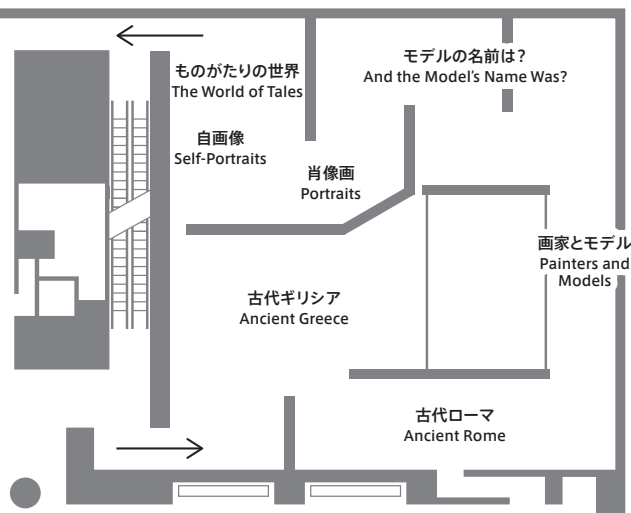 ものがたりの世界
The World of Tales
モデルの名前は?
And the Model's Name Was?
自画像
Self-Portraits
肖像画
Portraits
画家とモデル
Painters and
Models
古代ギリシア
Ancient Greece
古代ローマ
Ancient Rome